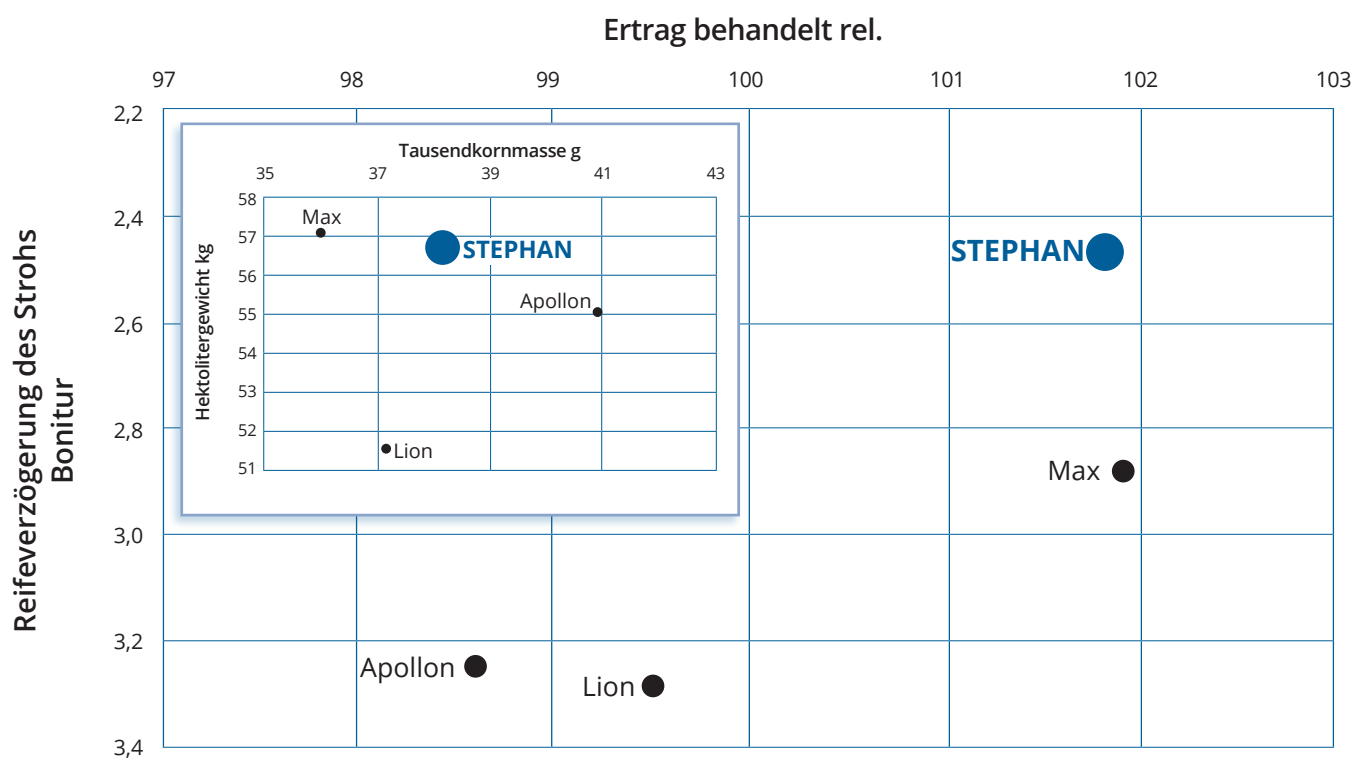 Ertrag behandelt rel.
97 98 99 100 101 102 103
Reifeverzögerung des Strohs
Bonitur
2,2
2,4
2,6
2,8
3,0
3,2
3,4
Tausendkornmasse g
35 37 39 41 43
Hektolitergewicht kg
58
57
56
55
54
53
52
51
Max
STEPHAN
Apollon
Lion
STEPHAN
Max
Apollon
Lion